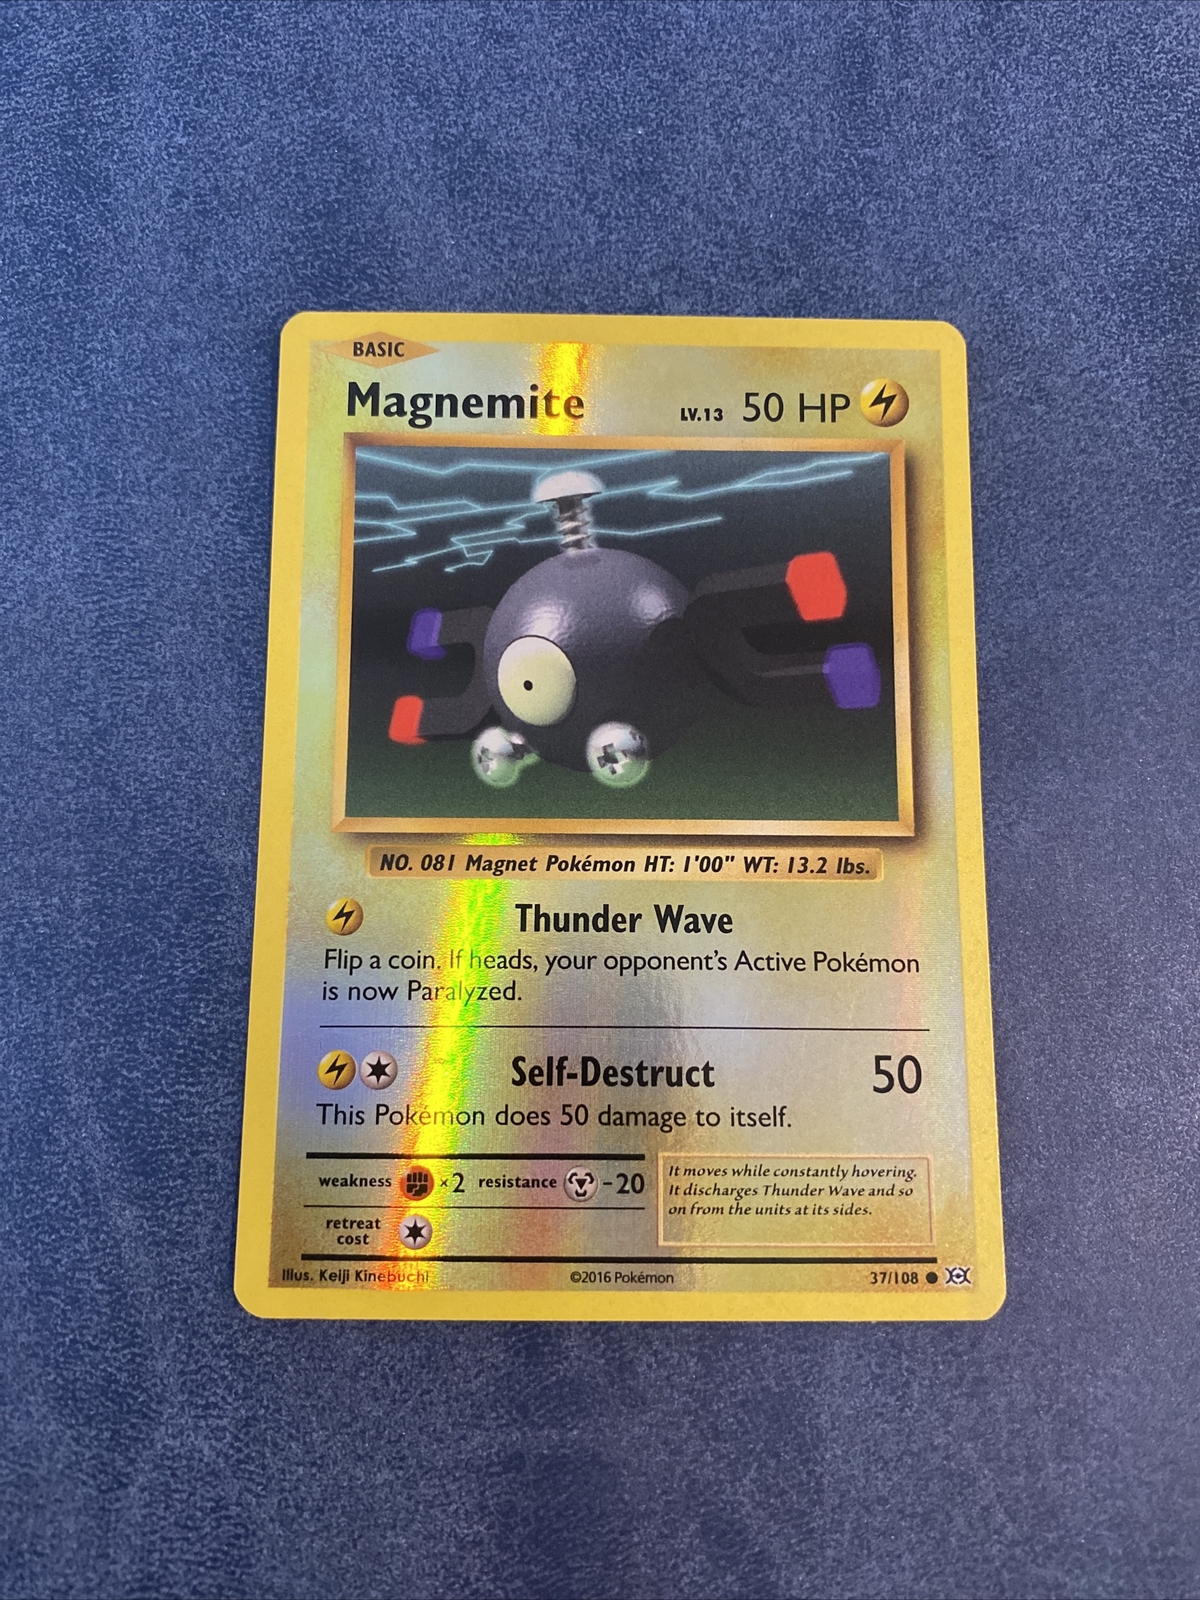 BASIC
Magnemite LV.13 50 HP
NO. 081 Magnet Pokémon HT: 1'00" WT: 13.2 lbs.
Thunder Wave
Flip a coin. If heads, your opponent's Active Pokémon
is now Paralyzed.
Self-Destruct 50
This Pokémon does 50 damage to itself.
weakness ×2 resistance -20
retreat
cost
It moves while constantly hovering.
It discharges Thunder Wave and so
on from the units at its sides.
Illus. Keiji Kinebuchi ©2016 Pokémon 37/108